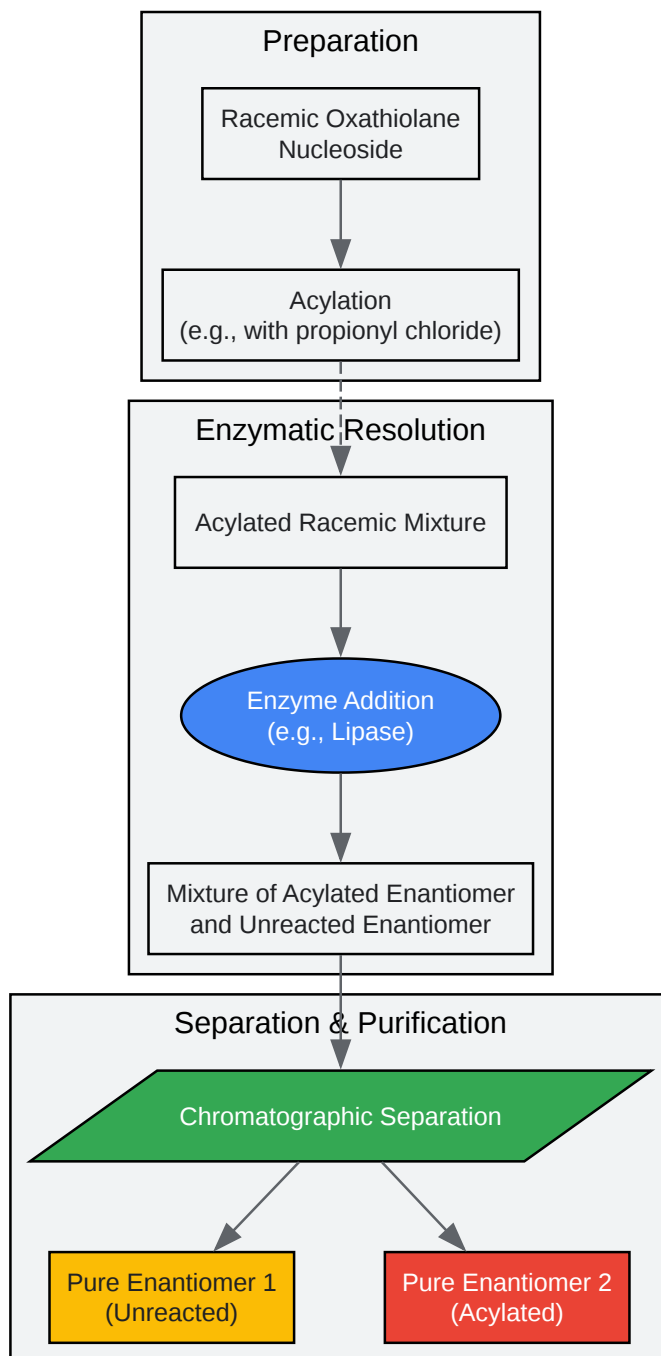 Preparation
Racemic Oxathiolane
Nucleoside
Acylation
(e.g., with propionyl chloride)
Enzymatic Resolution
Acylated Racemic Mixture
Enzyme Addition
(e.g., Lipase)
Mixture of Acylated Enantiomer
and Unreacted Enantiomer
Separation & Purification
Chromatographic Separation
Pure Enantiomer 1
(Unreacted)
Pure Enantiomer 2
(Acylated)